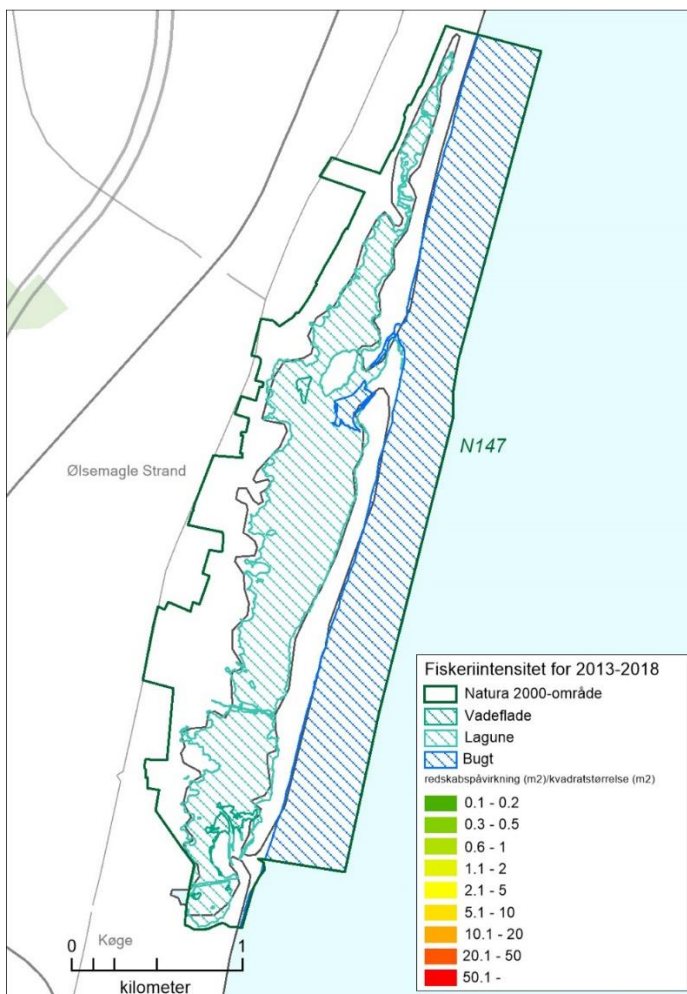 N147
Ølsemagle Strand
Fiskeriintensitet for 2013-2018
Natura 2000-område
Vadeflade
Lagune
Bugt
redskabspåvirkning (m2)/kvadratstørrelse (m2)
0.1 - 0.2
0.3 - 0.5
0.6 - 1
1.1 - 2
2.1 - 5
5.1 - 10
10.1 - 20
20.1 - 50
50.1 -
Køge
0 1
kilometer